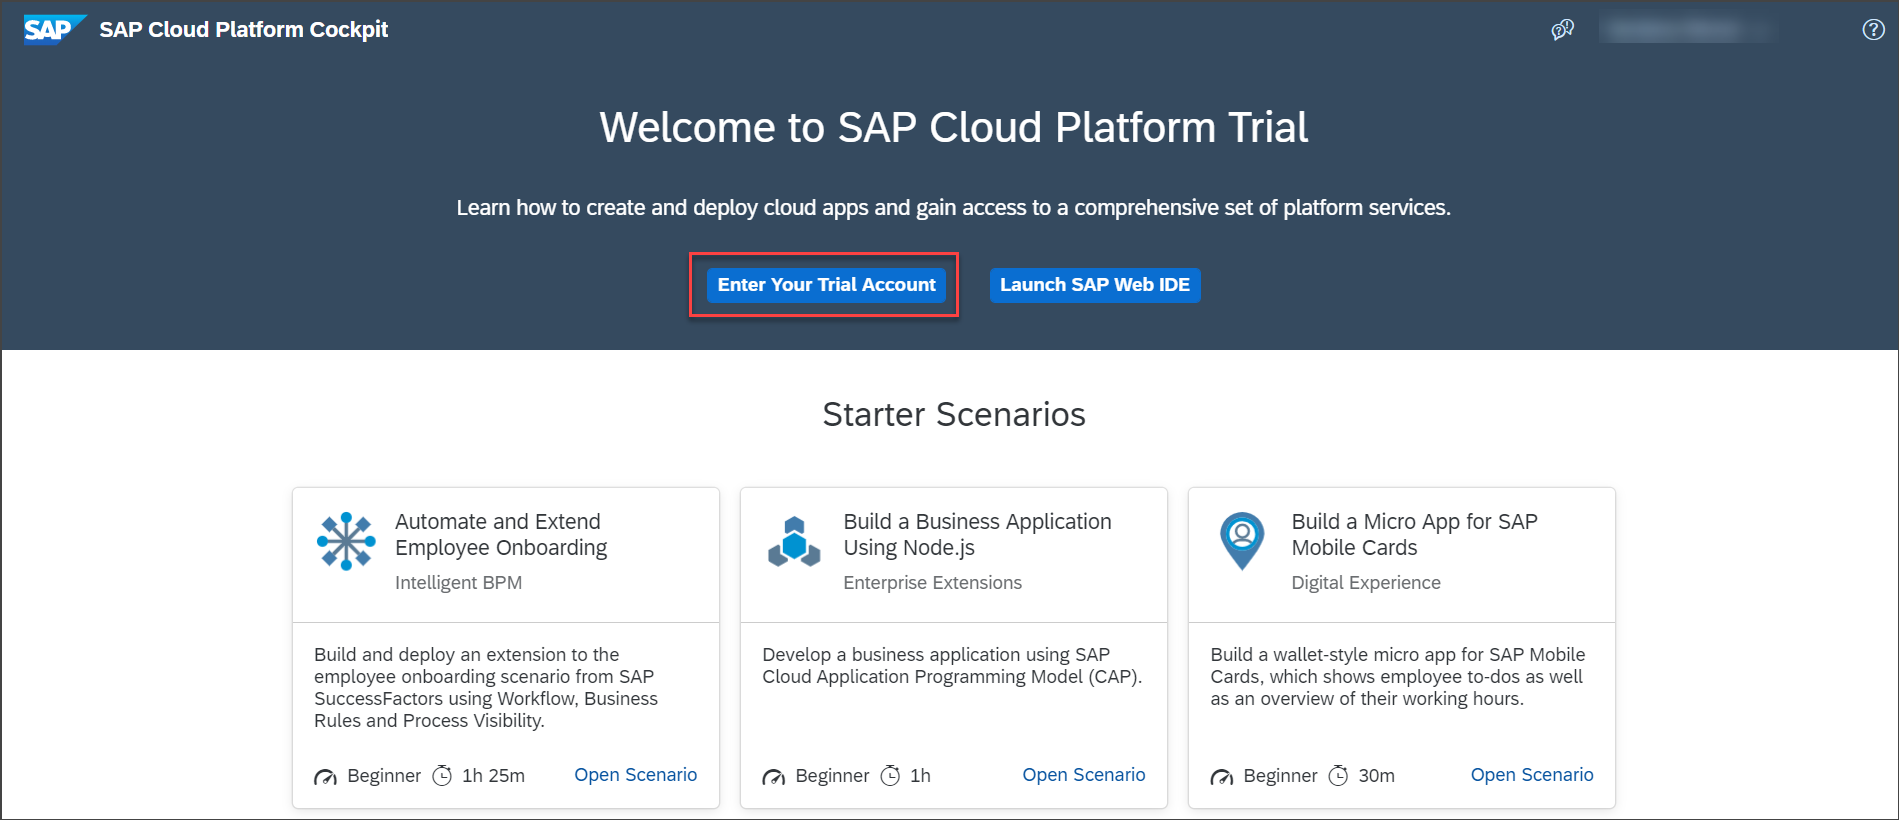 SAP SAP Cloud Platform Cockpit
Welcome to SAP Cloud Platform Trial
Learn how to create and deploy cloud apps and gain access to a comprehensive set of platform services.
Enter Your Trial Account
Launch SAP Web IDE
Starter Scenarios
Automate and Extend
Employee Onboarding
Intelligent BPM
Build and deploy an extension to the
employee onboarding scenario from SAP
SuccessFactors using Workflow, Business
Rules and Process Visibility.
Beginner 1h 25m Open Scenario
Build a Business Application
Using Node.js
Enterprise Extensions
Develop a business application using SAP
Cloud Application Programming Model (CAP).
Beginner 1h Open Scenario
Build a Micro App for SAP
Mobile Cards
Digital Experience
Build a wallet-style micro app for SAP Mobile
Cards, which shows employee to-dos as well
as an overview of their working hours.
Beginner 30m Open Scenario